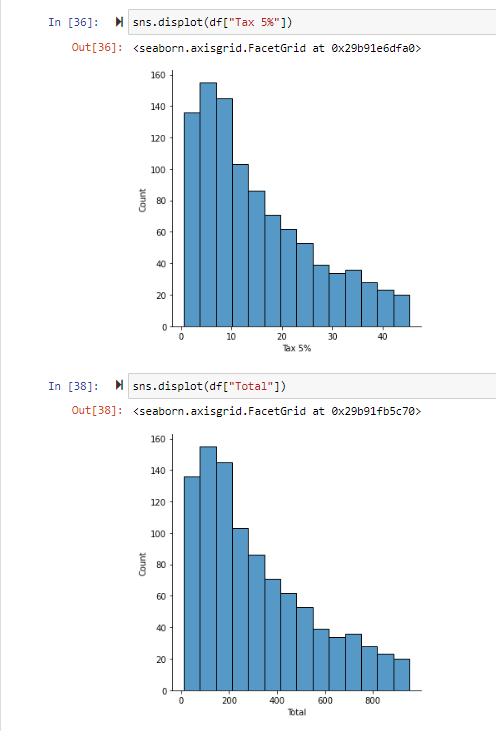 In [36]: sns.displot(df["Tax 5%"])
Out[36]: <seaborn.axisgrid.FacetGrid at 0x29b91e6dfa0>
160
140
120
100
80
60
40
20
0
Count
0 10 20 30 40
Tax 5%
In [38]: sns.displot(df["Total"])
Out[38]: <seaborn.axisgrid.FacetGrid at 0x29b91fb5c70>
160
140
120
100
80
60
40
20
0
Count
0 200 400 600 800
Total